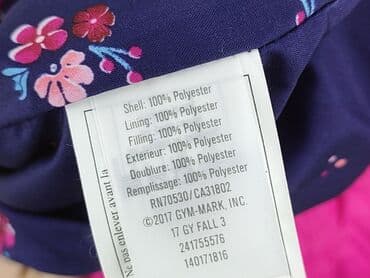 Shell: 100% Polyester
Lining: 100% Polyester
Filling: 100% Polyester
Exterieur: 100% Polyester
Doublure: 100% Polyester
Remplissage: 100% Polyester
RN70530/CA31802
©2017 GYM-MARK, INC.
17 GY FALL 3
241755576
140171816
Ne pas enlever avant la